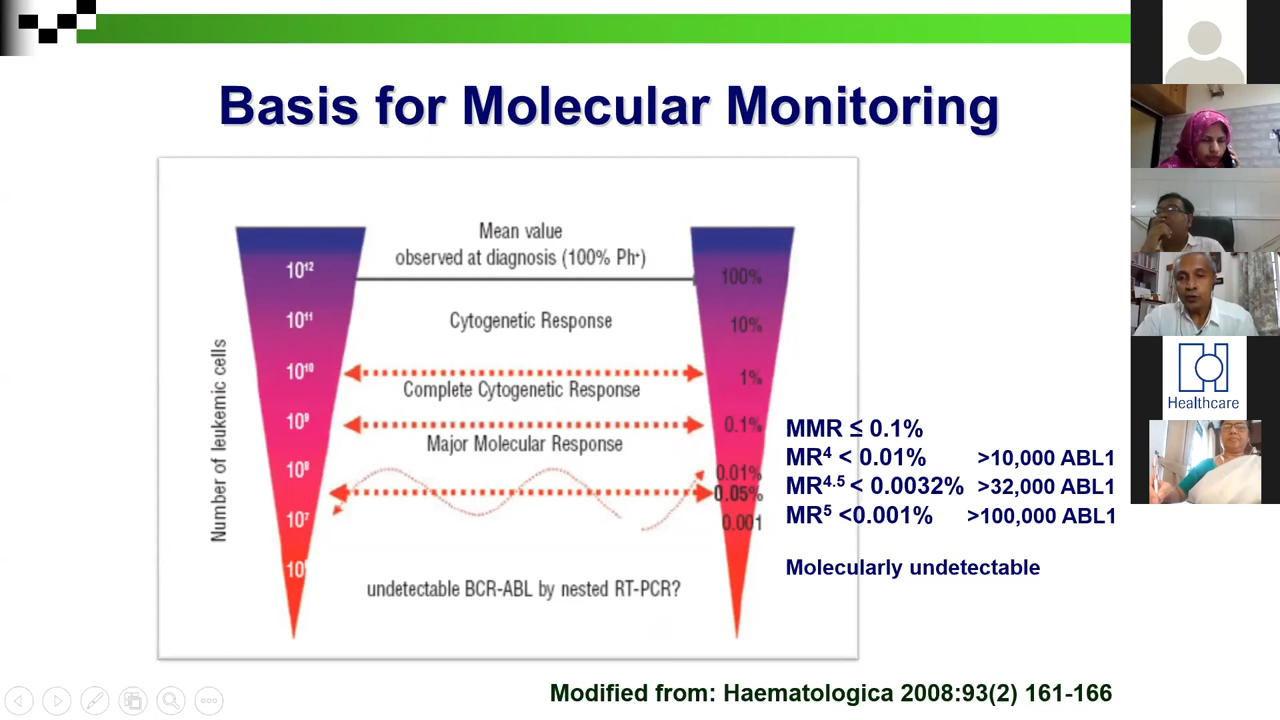 Basis for Molecular Monitoring
Mean value
observed at diagnosis (100% Ph⁺)
10¹²
100%
10¹¹
Cytogenetic Response
10%
10¹⁰
1%
Complete Cytogenetic Response
10⁹
0.1%
Major Molecular Response
10⁸
0.01%
0.05%
10⁷
0.001
10
undetectable BCR-ABL by nested RT-PCR?
Number of leukemic cells
MMR ≤ 0.1%
MR⁴ < 0.01% >10,000 ABL1
MR⁴·⁵ < 0.0032% >32,000 ABL1
MR⁵ <0.001% >100,000 ABL1
Molecularly undetectable
Modified from: Haematologica 2008:93(2) 161-166
Healthcare